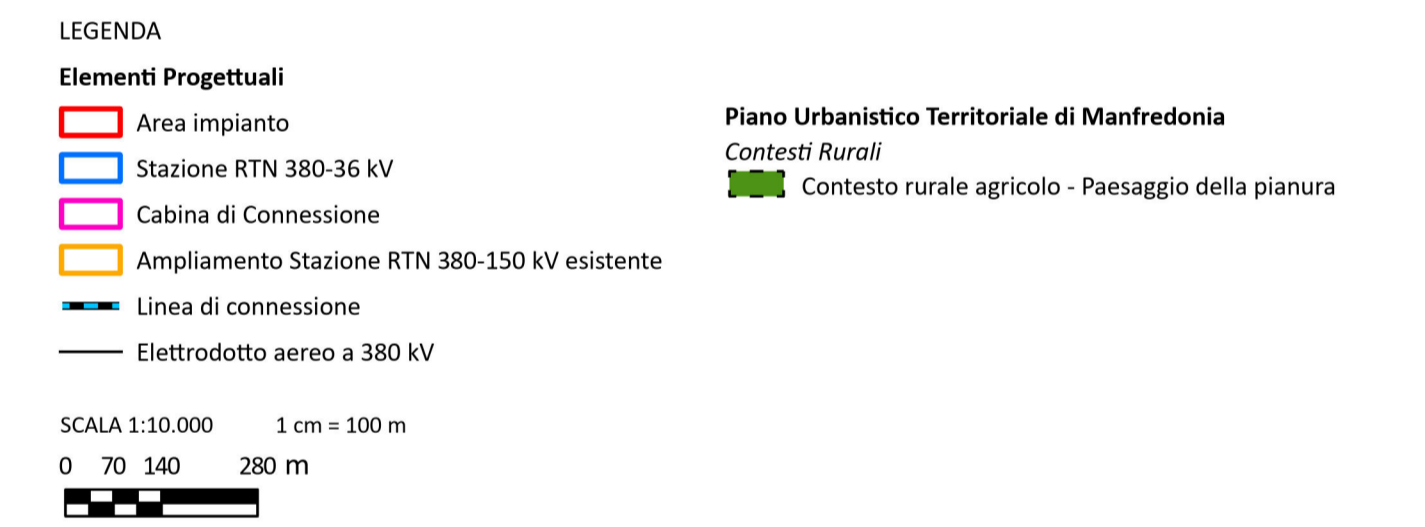 LEGENDA
Elementi Progettuali
Area impianto
Stazione RTN 380-36 kV
Cabina di Connessione
Ampliamento Stazione RTN 380-150 kV esistente
Linea di connessione
Elettrodotto aereo a 380 kV
Piano Urbanistico Territoriale di Manfredonia
Contesti Rurali
Contesto rurale agricolo - Paesaggio della pianura
SCALA 1:10.000 1 cm = 100 m
0 70 140 280 m